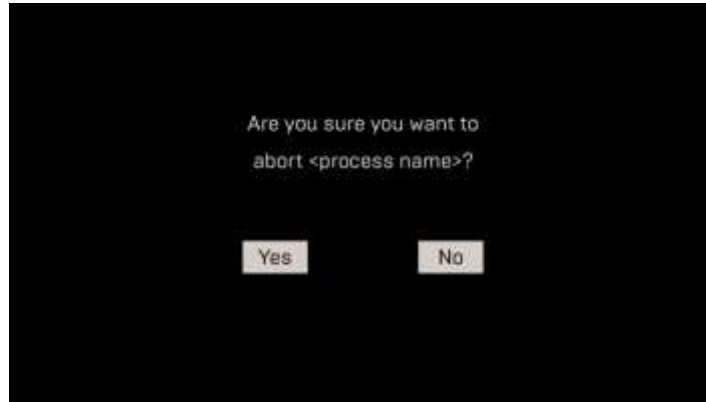 Are you sure you want to
abort <process name>?
Yes
No